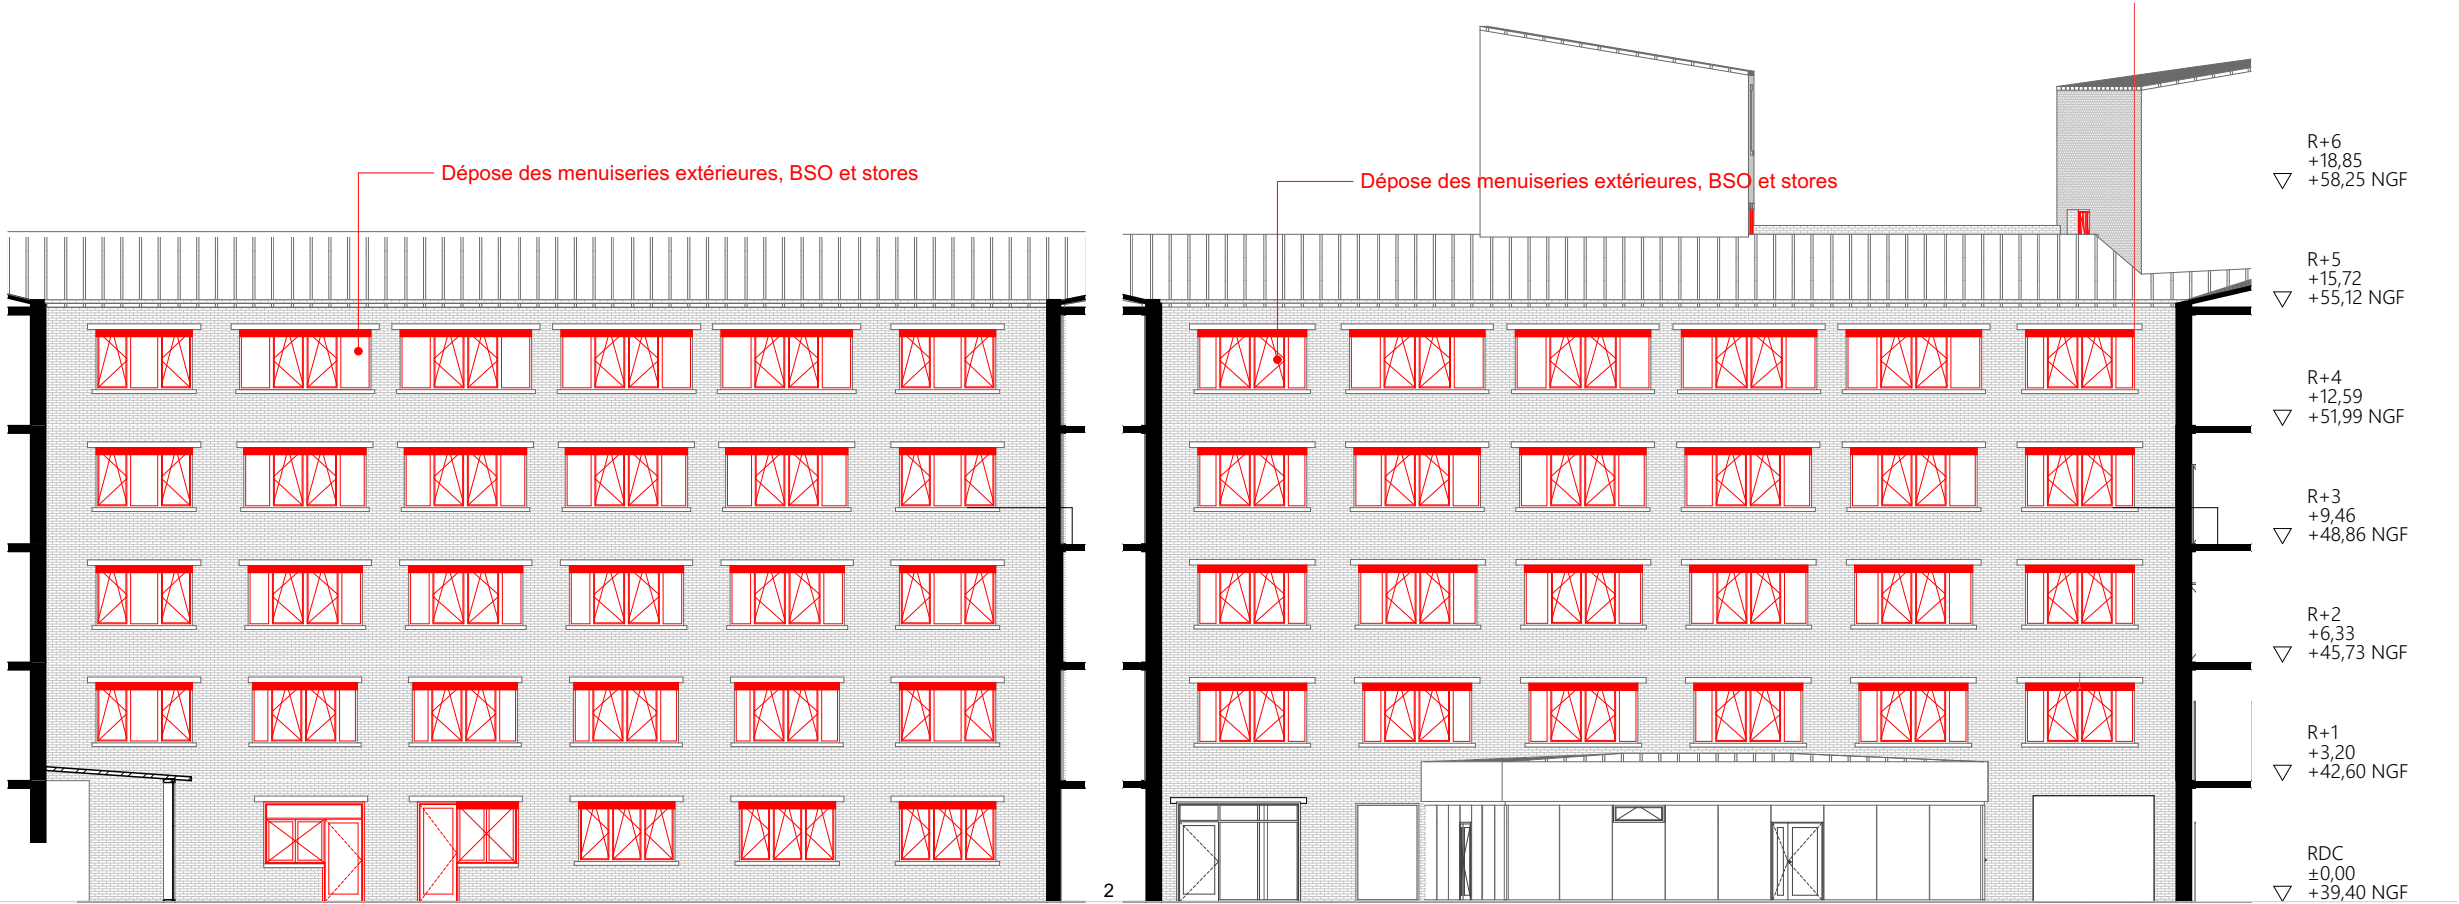 Dépose des menuiseries extérieures, BSO et stores
Dépose des menuiseries extérieures, BSO et stores
R+6
+18,85
+58,25 NGF
R+5
+15,72
+55,12 NGF
R+4
+12,59
+51,99 NGF
R+3
+9,46
+48,86 NGF
R+2
+6,33
+45,73 NGF
R+1
+3,20
+42,60 NGF
RDC
±0,00
+39,40 NGF
2